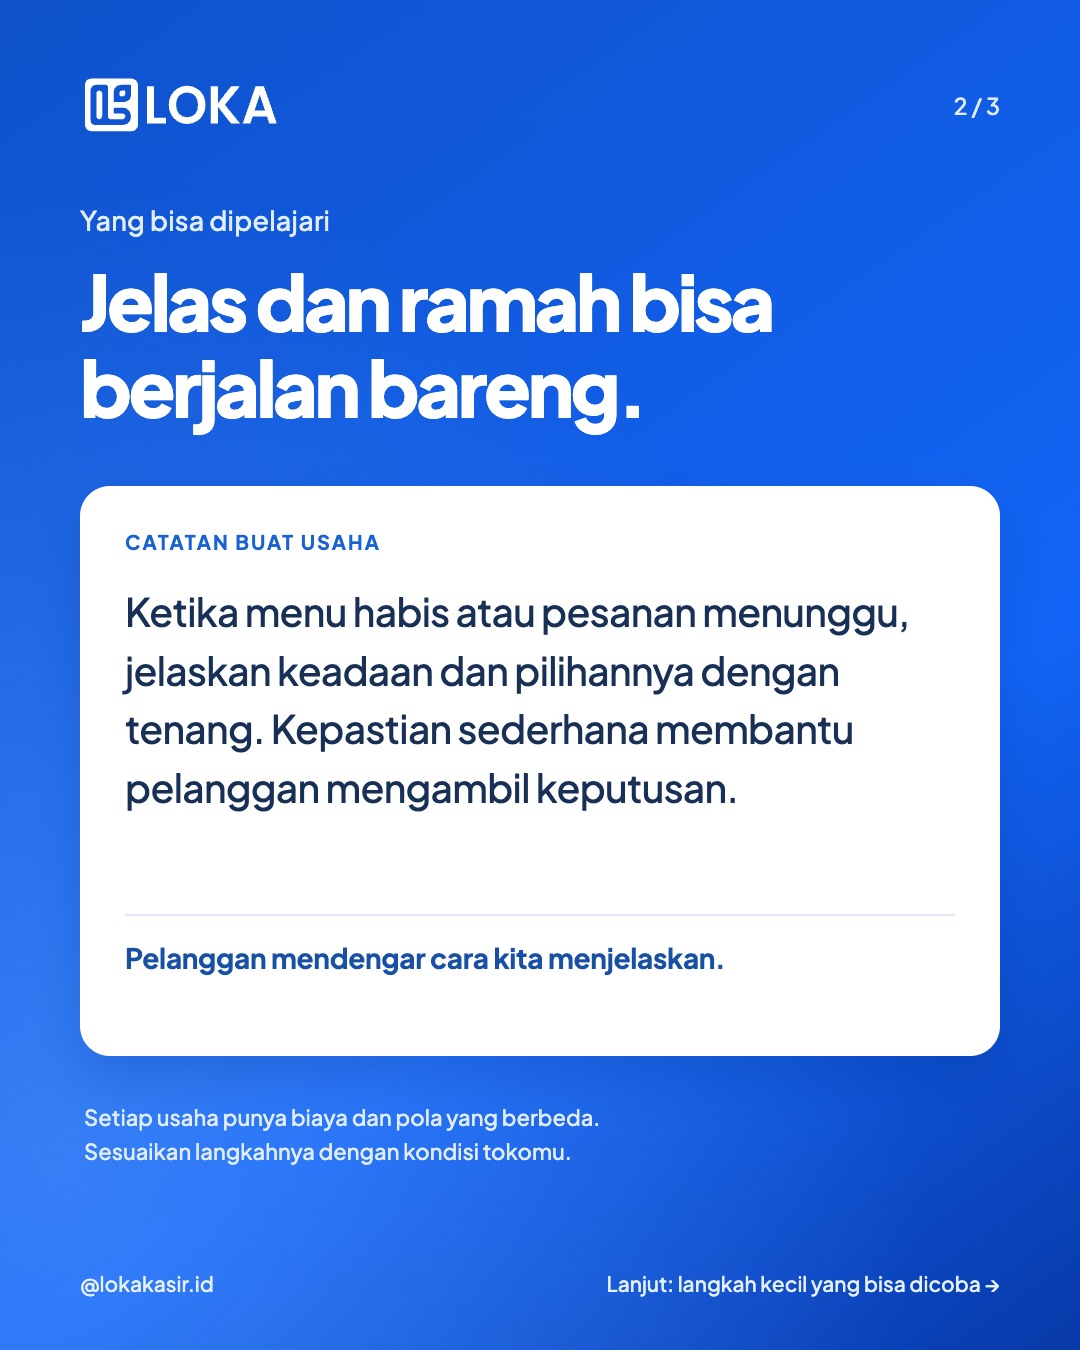 LOKA
2 / 3
Yang bisa dipelajari
Jelas dan ramah bisa
berjalan bareng.
CATATAN BUAT USAHA
Ketika menu habis atau pesanan menunggu,
jelaskan keadaan dan pilihannya dengan
tenang. Kepastian sederhana membantu
pelanggan mengambil keputusan.
Pelanggan mendengar cara kita menjelaskan.
Setiap usaha punya biaya dan pola yang berbeda.
Sesuaikan langkahnya dengan kondisi tokomu.
@lokakasir.id
Lanjut: langkah kecil yang bisa dicoba →